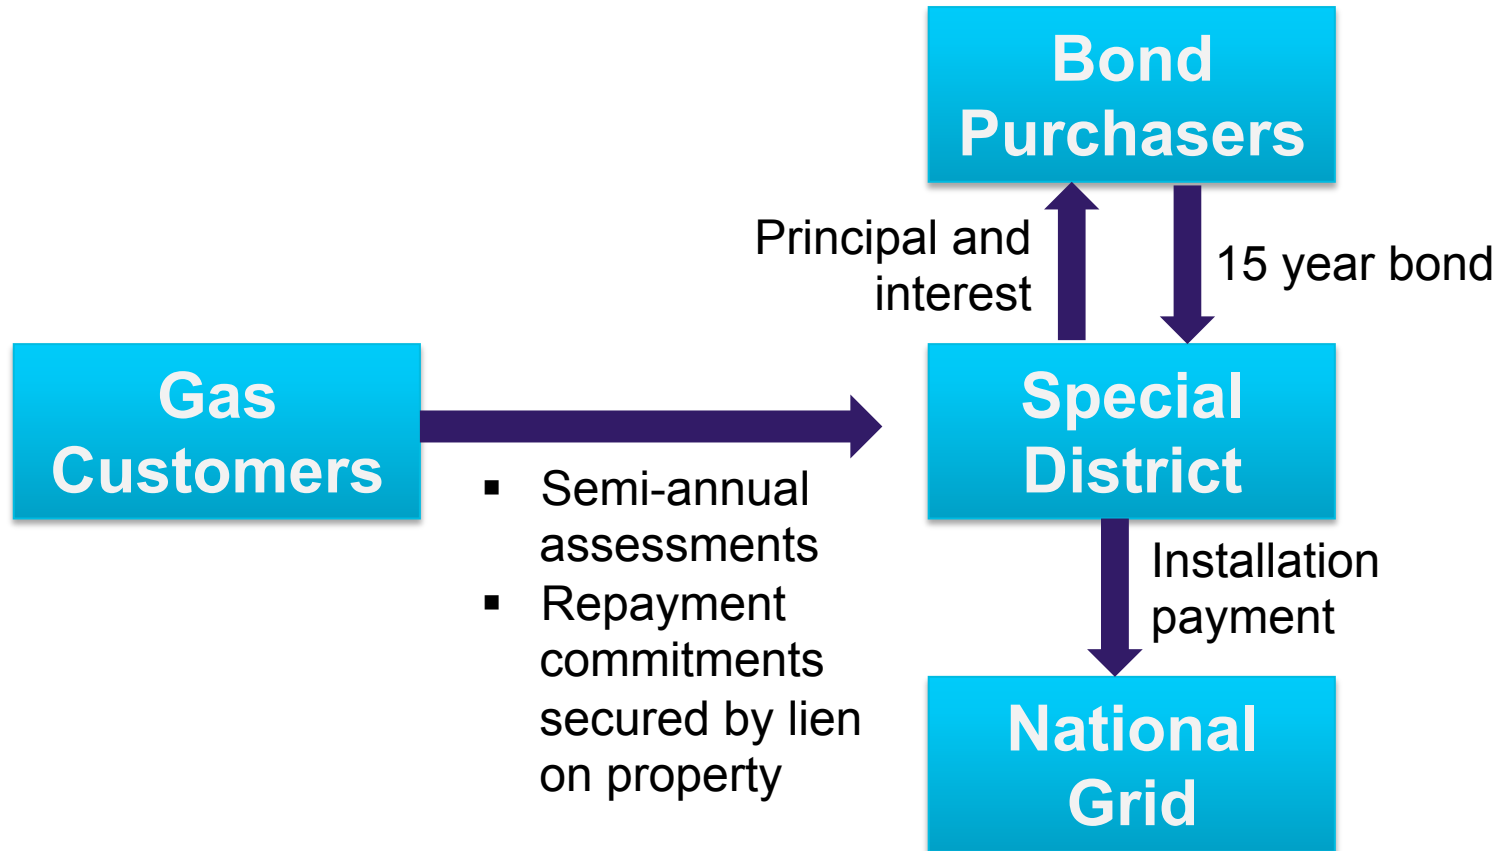 Bond
Purchasers
Principal and
interest
15 year bond
Gas
Customers
Special
District
▪ Semi-annual
assessments
▪ Repayment
commitments
secured by lien
on property
Installation
payment
National
Grid